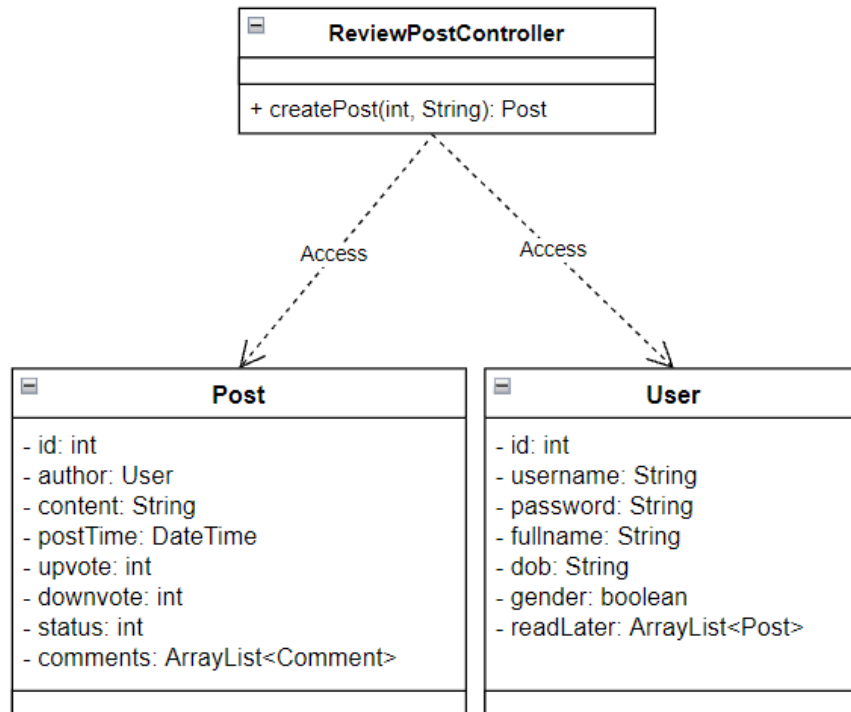 ReviewPostController
+ createPost(int, String): Post
Access
Access
Post
- id: int
- author: User
- content: String
- postTime: DateTime
- upvote: int
- downvote: int
- status: int
- comments: ArrayList<Comment>
User
- id: int
- username: String
- password: String
- fullname: String
- dob: String
- gender: boolean
- readLater: ArrayList<Post>